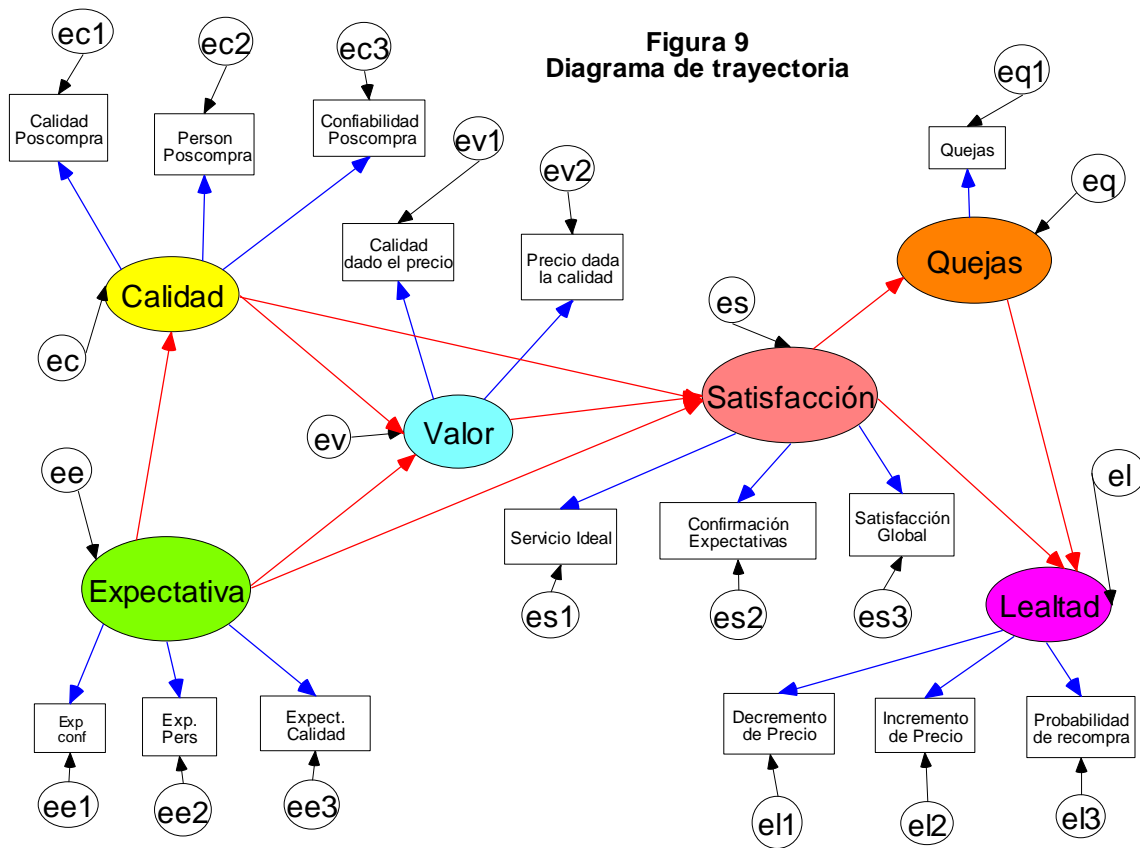 Figura 9
Diagrama de trayectoria
ec1
ec2
ec3
eq1
Calidad
Poscompra
Person
Poscompra
Confiabilidad
Poscompra
ev1
ev2
Quejas
eq
Calidad
dado el precio
Precio dada
la calidad
Quejas
Calidad
es
ec
Satisfacción
ev
Valor
ee
el
Servicio Ideal
Confirmación
Expectativas
Satisfacción
Global
Expectativa
es1
es2
es3
Lealtad
Exp
conf
Exp.
Pers
Expect.
Calidad
Decremento
de Precio
Incremento
de Precio
Probabilidad
de recompra
ee1
ee2
ee3
el1
el2
el3